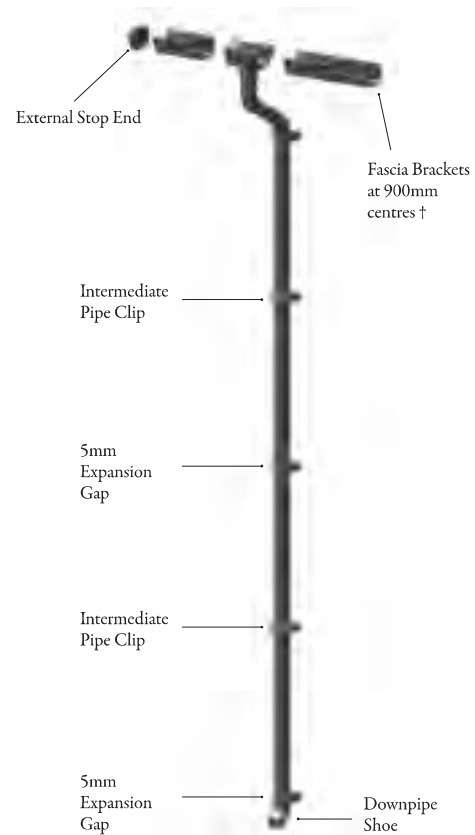 External Stop End
Fascia Brackets
at 900mm
centres †
Intermediate
Pipe Clip
5mm
Expansion
Gap
Intermediate
Pipe Clip
5mm
Expansion
Gap
Downpipe
Shoe